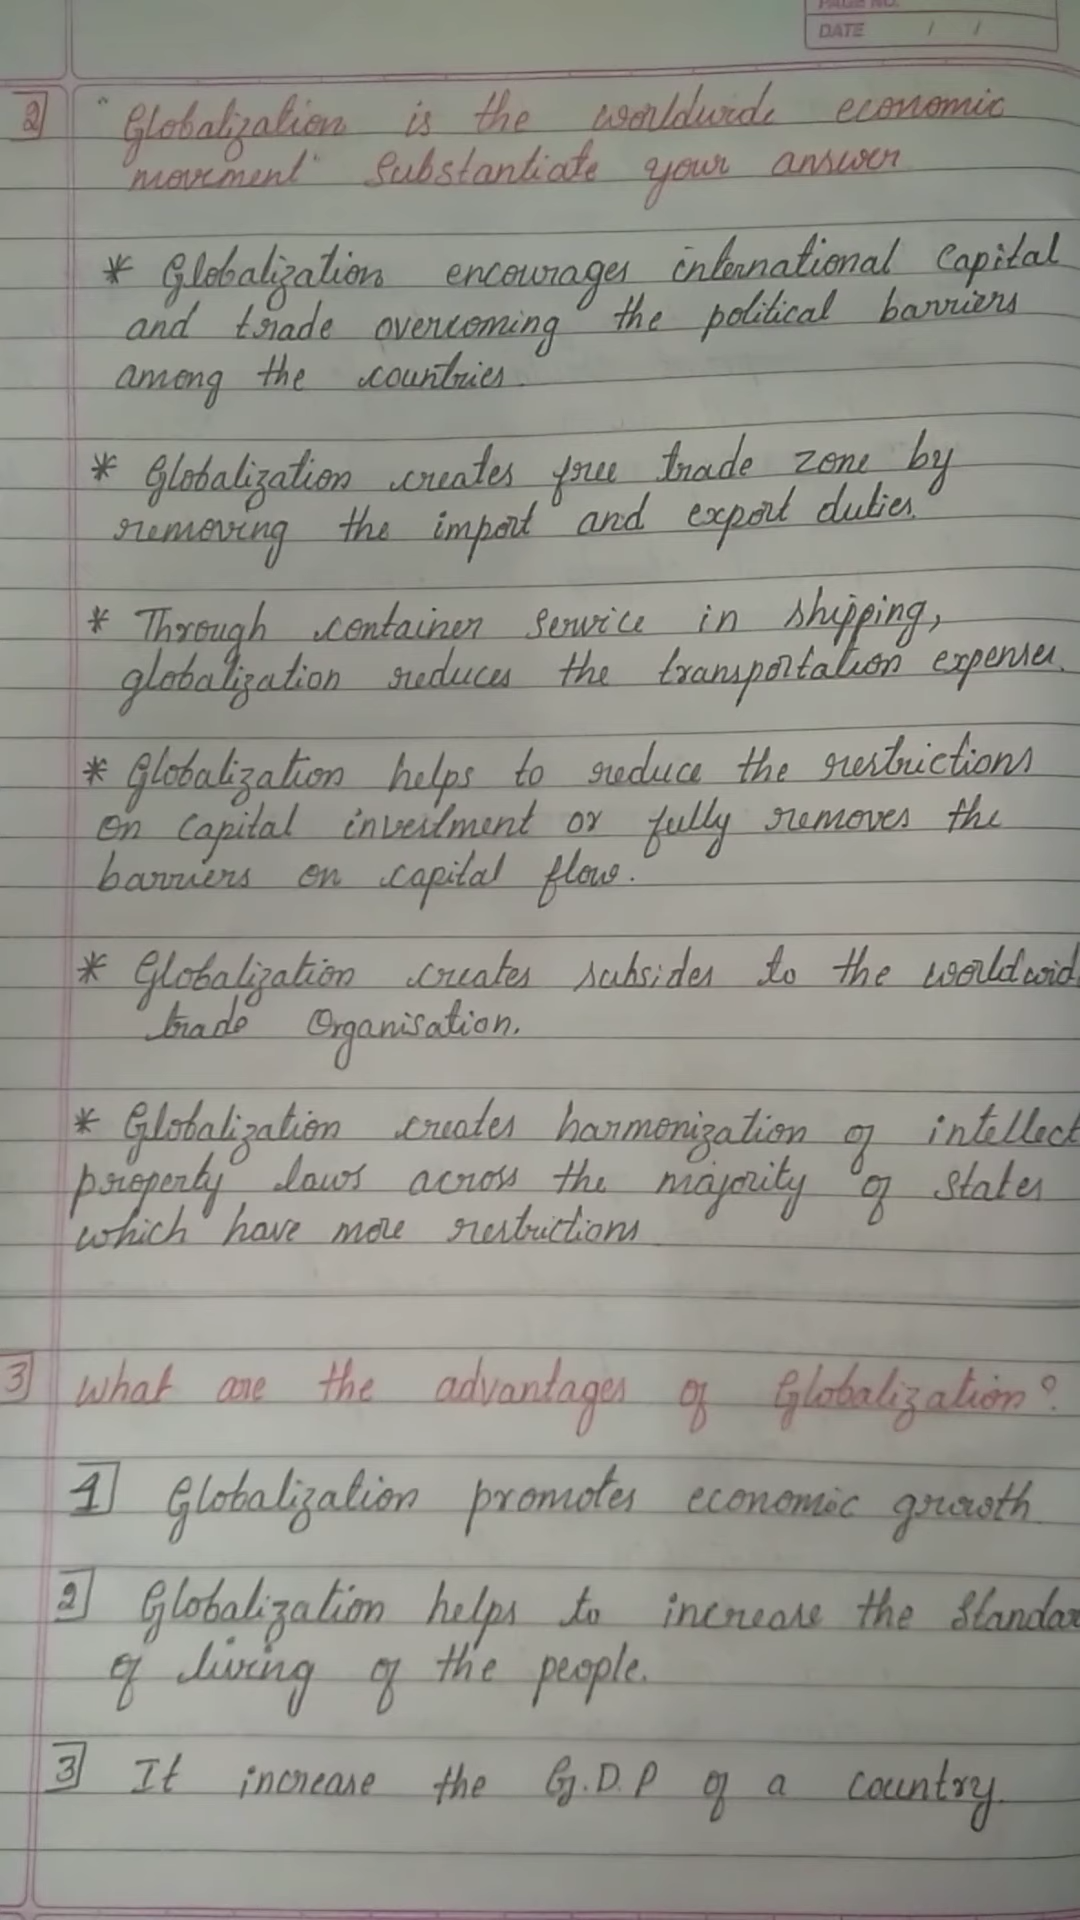 PAGE NO.
DATE / /
2 "Globalization is the worldwide economic
movement" Substantiate your answer
* Globalization encourages international Capital
and trade overcoming the political barriers
among the countries.
* Globalization creates free trade zone by
removing the import and export duties.
* Through container service in shipping,
globalization reduces the transportation expenses.
* Globalization helps to reduce the restrictions
on Capital investment or fully removes the
barriers on capital flow.
* Globalization creates subsides to the worldwid
trade Organisation.
* Globalization creates harmonization of intellect
property laws across the majority of States
which have more restrictions
3 What are the advantages of Globalization?
1 Globalization promotes economic growth
2 Globalization helps to increase the Standar
of living of the people.
3 It increase the G.D.P of a country.